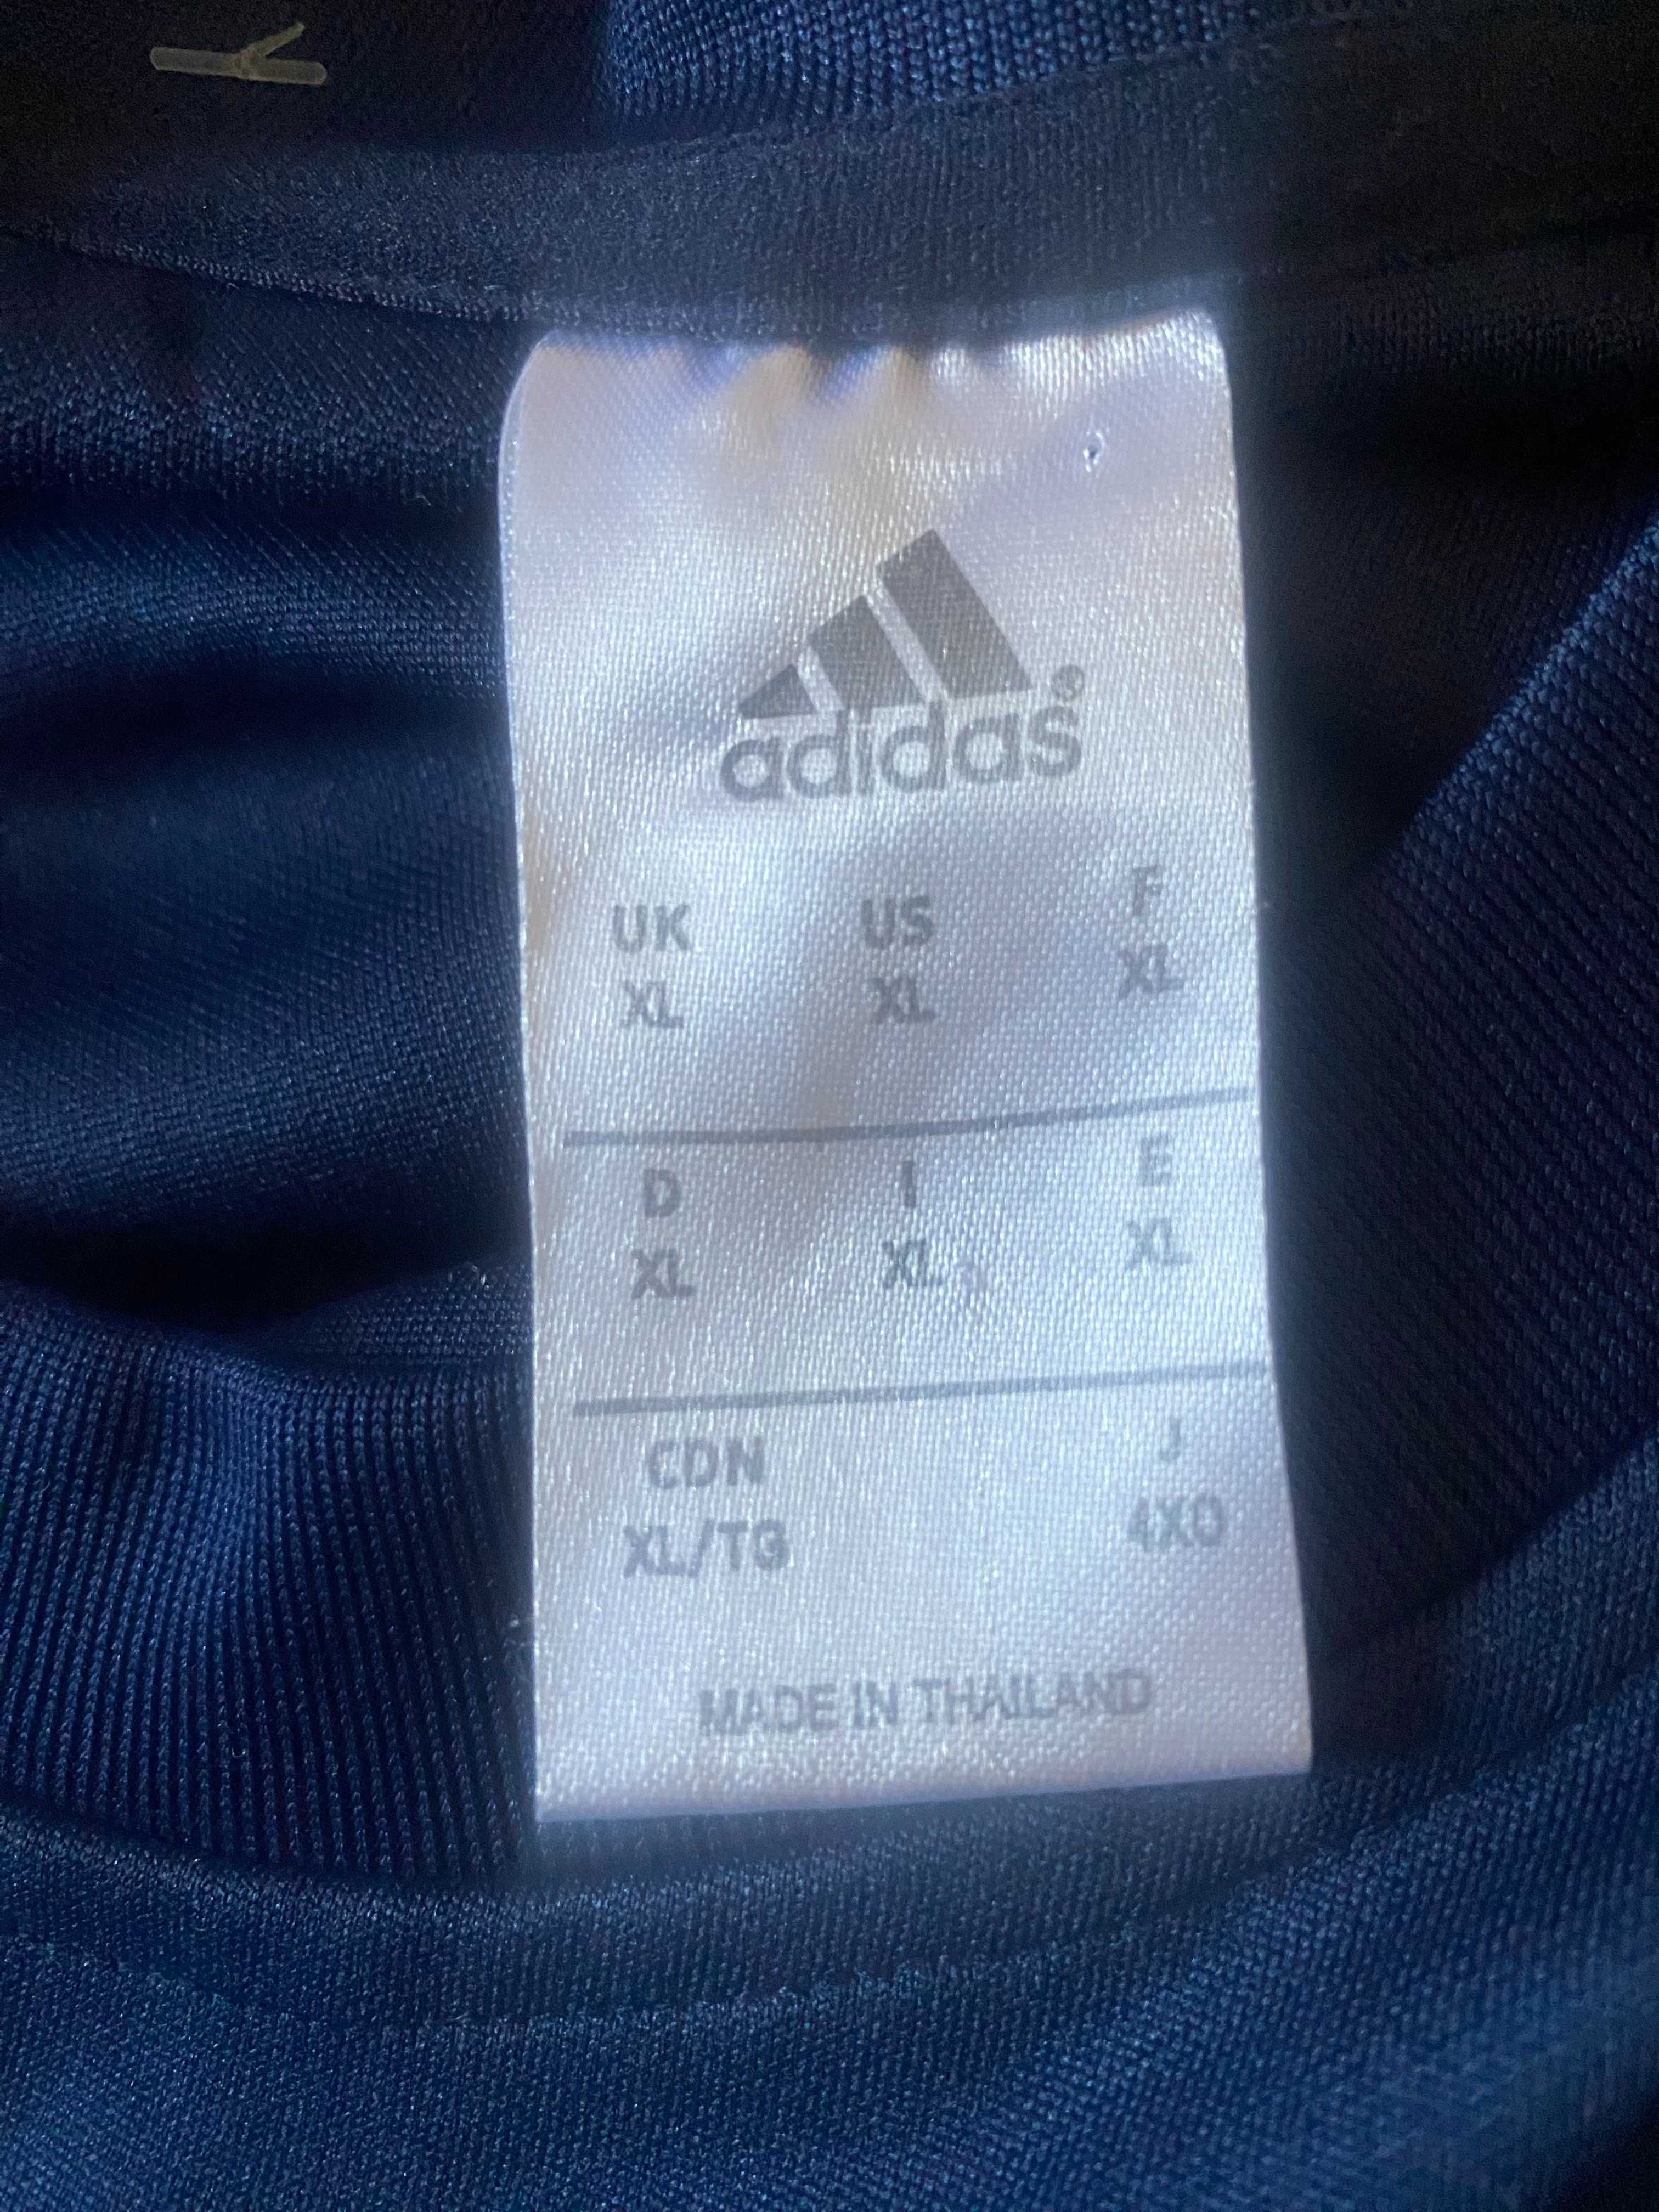 adidas®
UK US F
XL XL XL
D I E
XL XL XL
CDN J
XL/TG 4XO
MADE IN THAILAND